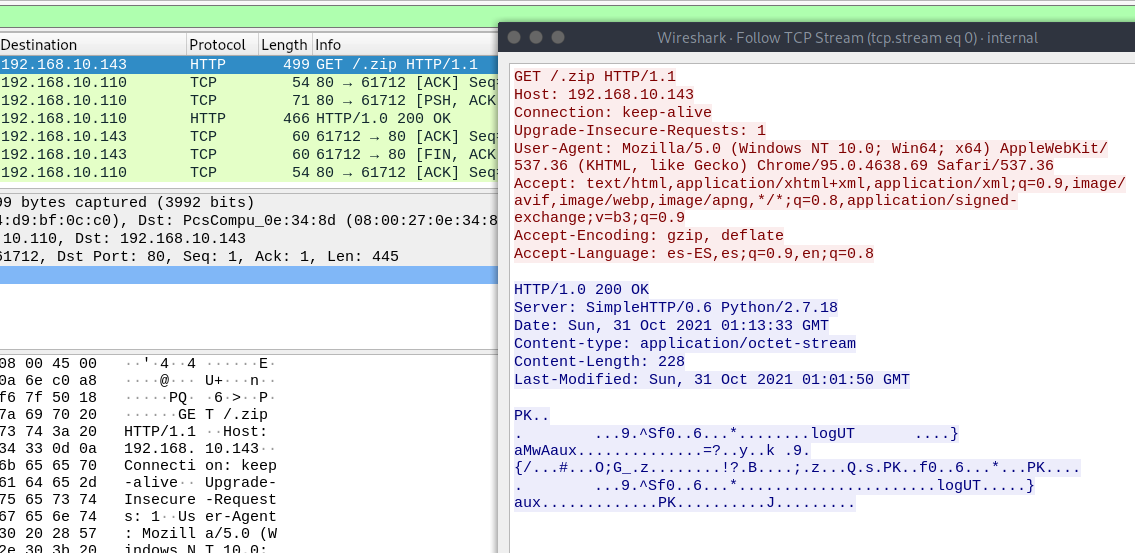 Destination Protocol Length Info
192.168.10.143 HTTP 499 GET /.zip HTTP/1.1
192.168.10.110 TCP 54 80 → 61712 [ACK] Seq=
192.168.10.110 TCP 71 80 → 61712 [PSH, ACK
192.168.10.110 HTTP 466 HTTP/1.0 200 OK
192.168.10.143 TCP 60 61712 → 80 [ACK] Seq=
192.168.10.143 TCP 60 61712 → 80 [FIN, ACK
192.168.10.110 TCP 54 80 → 61712 [ACK] Seq=
99 bytes captured (3992 bits)
:d9:bf:0c:c0), Dst: PcsCompu_0e:34:8d (08:00:27:0e:34:8
10.110, Dst: 192.168.10.143
61712, Dst Port: 80, Seq: 1, Ack: 1, Len: 445
08 00 45 00 ··'·4··4 ······E·
0a 6e c0 a8 ····@··· U+···n··
f6 7f 50 18 ·····PQ ·6·>··P·
7a 69 70 20 ······GE T /.zip
73 74 3a 20 HTTP/1.1 ··Host:
34 33 0d 0a 192.168. 10.143··
6b 65 65 70 Connecti on: keep
61 64 65 2d -alive·· Upgrade-
75 65 73 74 Insecure -Request
67 65 6e 74 s: 1··Us er-Agent
30 20 28 57 : Mozill a/5.0 (W
2e 30 3b 20 indows N T 10.0;
Wireshark · Follow TCP Stream (tcp.stream eq 0) · internal
GET /.zip HTTP/1.1
Host: 192.168.10.143
Connection: keep-alive
Upgrade-Insecure-Requests: 1
User-Agent: Mozilla/5.0 (Windows NT 10.0; Win64; x64) AppleWebKit/
537.36 (KHTML, like Gecko) Chrome/95.0.4638.69 Safari/537.36
Accept: text/html,application/xhtml+xml,application/xml;q=0.9,image/
avif,image/webp,image/apng,*/*;q=0.8,application/signed-
exchange;v=b3;q=0.9
Accept-Encoding: gzip, deflate
Accept-Language: es-ES,es;q=0.9,en;q=0.8
HTTP/1.0 200 OK
Server: SimpleHTTP/0.6 Python/2.7.18
Date: Sun, 31 Oct 2021 01:13:33 GMT
Content-type: application/octet-stream
Content-Length: 228
Last-Modified: Sun, 31 Oct 2021 01:01:50 GMT
PK..
. ...9.^Sf0..6...*........logUT ....}
aMwAaux..............=?..y..k .9.
{/...#...O;G_.z........!?.B....;.z...Q.s.PK..f0..6...*...PK....
. ...9.^Sf0..6...*......................logUT.....}
aux.............PK..........J.........